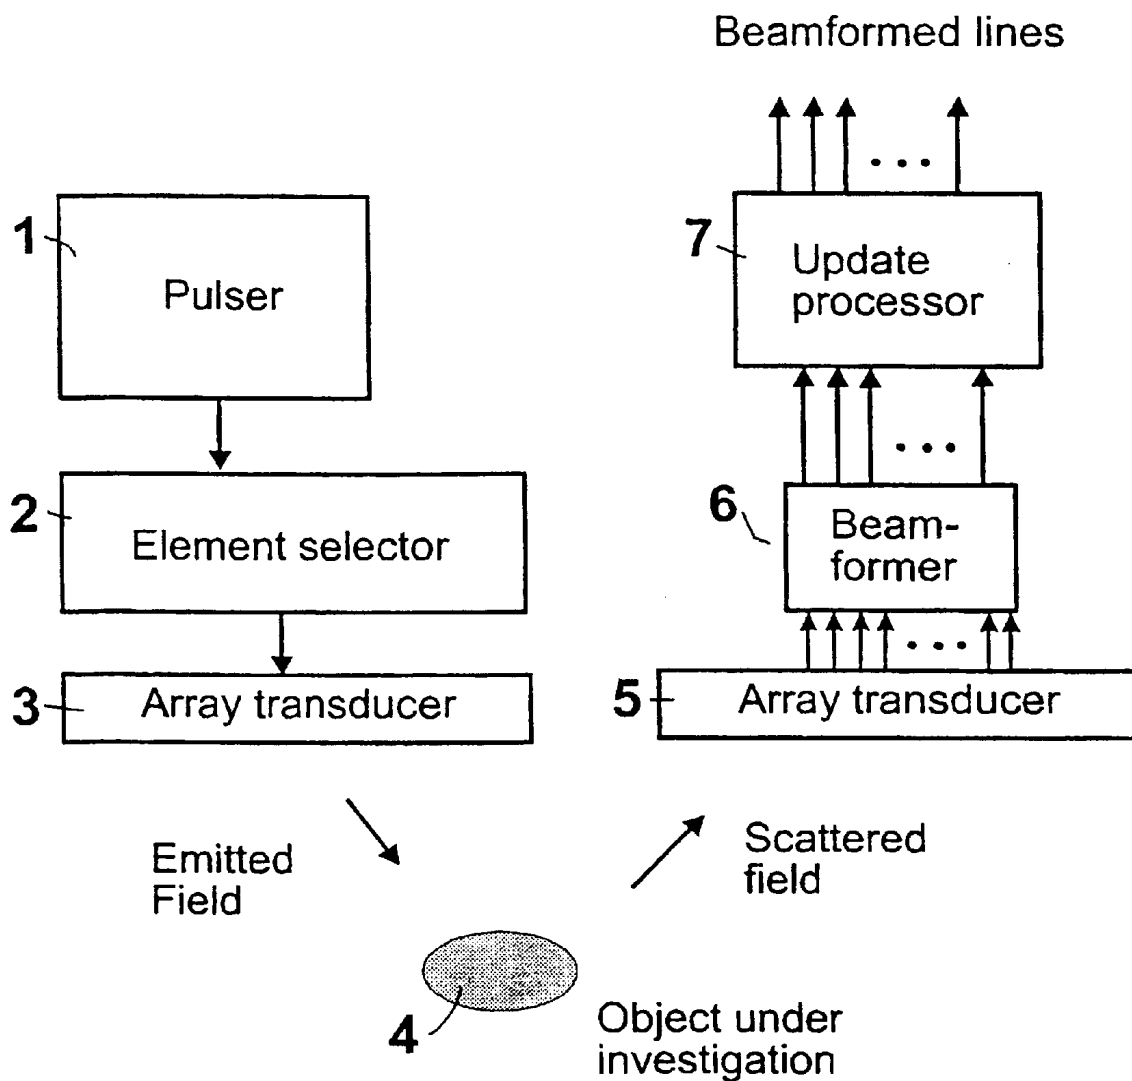 Beamformed lines
1
Pulser
7
Update
processor
2
Element selector
6
Beam-
former
3
Array transducer
5
Array transducer
Emitted
Field
Scattered
field
4
Object under
investigation